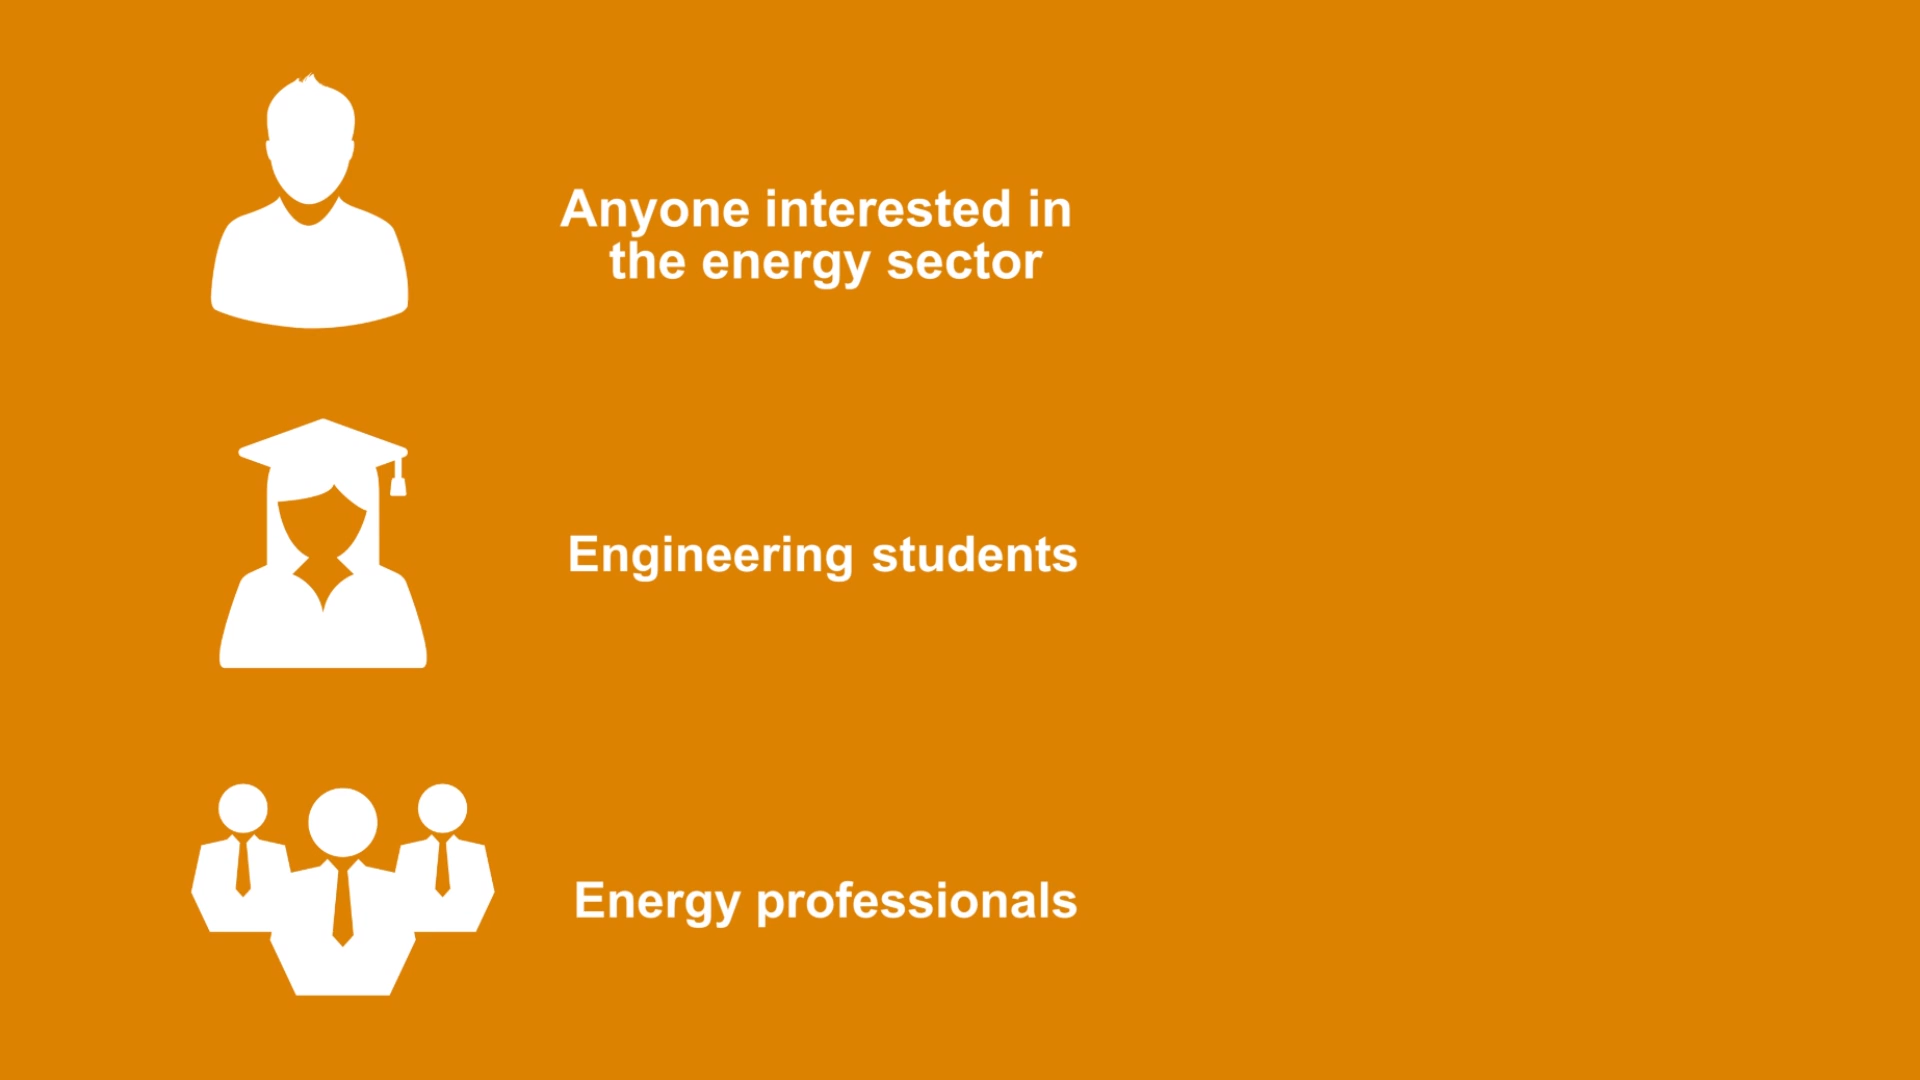 Anyone interested in
the energy sector
Engineering students
Energy professionals